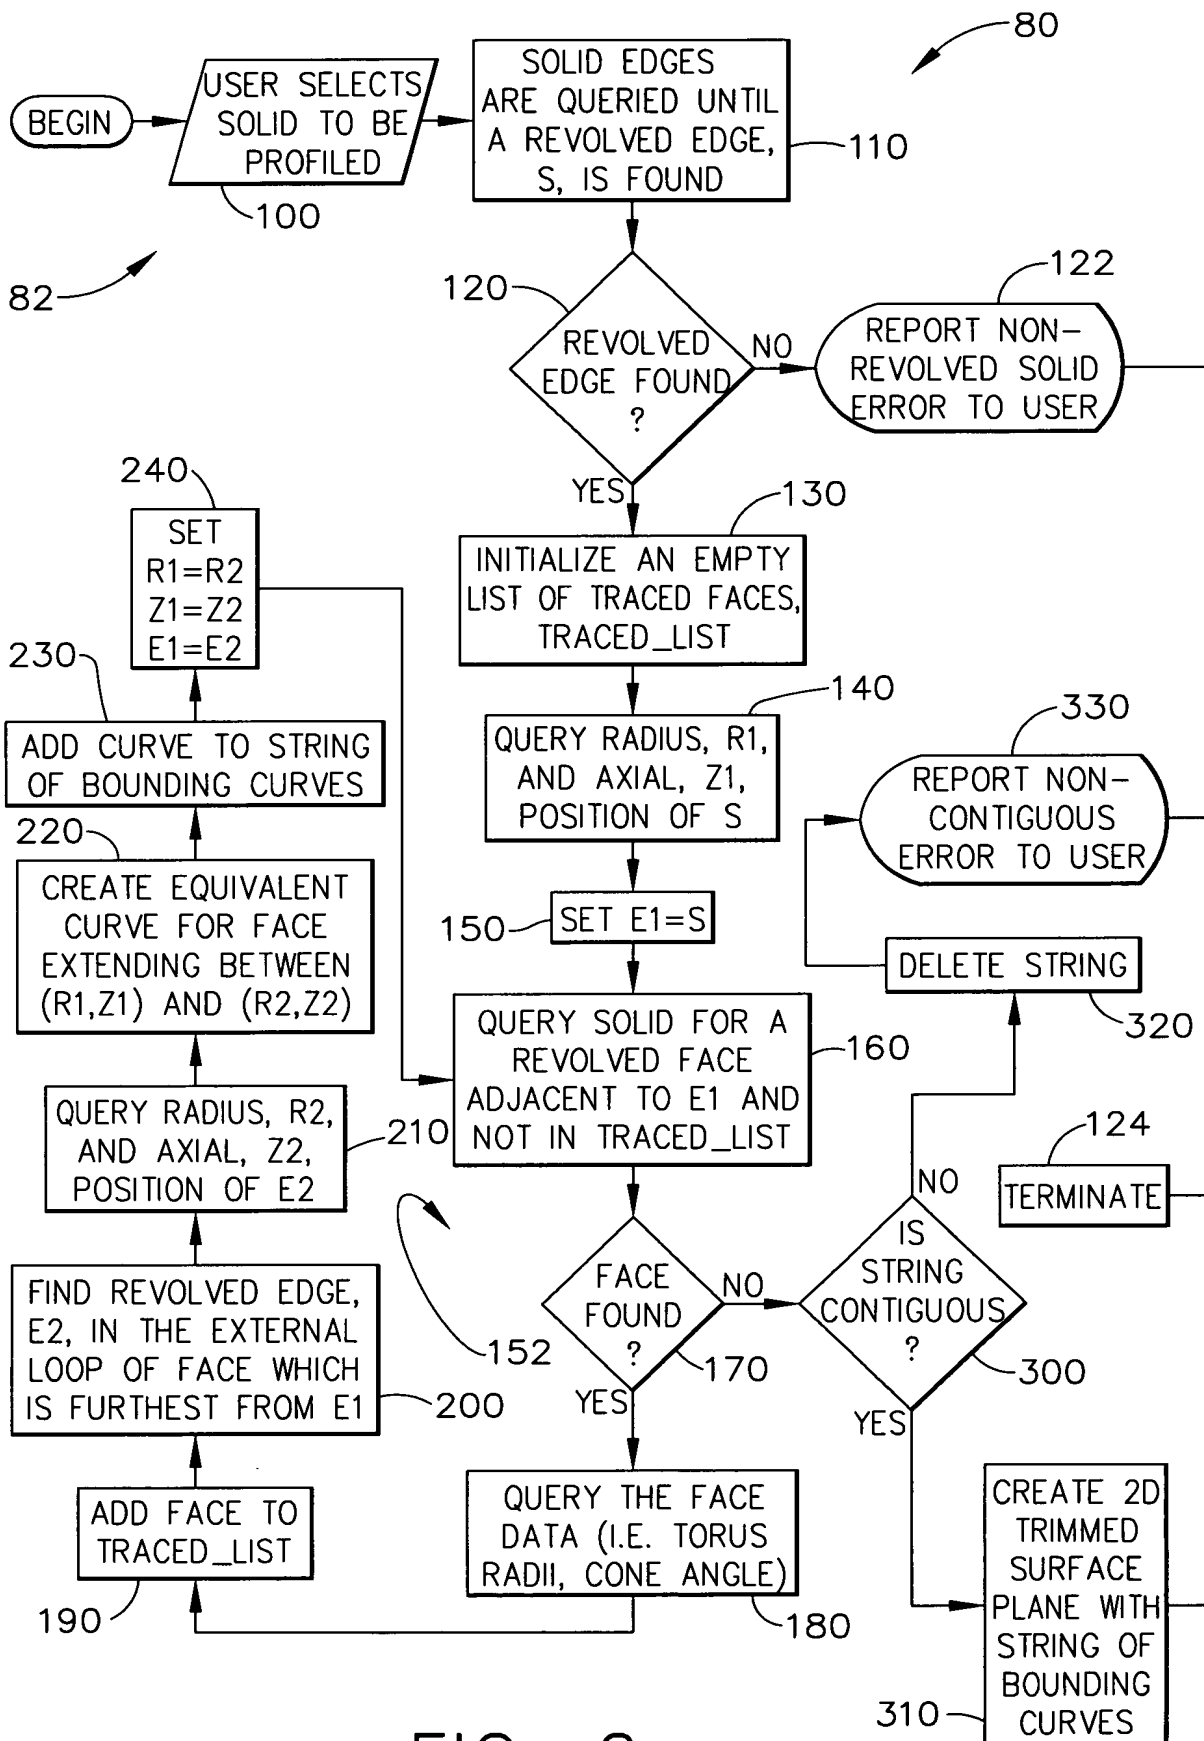 80
BEGIN
USER SELECTS
SOLID TO BE
PROFILED
100
SOLID EDGES
ARE QUERIED UNTIL
A REVOLVED EDGE,
S, IS FOUND
110
82
120
REVOLVED
EDGE FOUND
?
NO
YES
122
REPORT NON-
REVOLVED SOLID
ERROR TO USER
130
INITIALIZE AN EMPTY
LIST OF TRACED FACES,
TRACED_LIST
240
SET
R1=R2
Z1=Z2
E1=E2
140
QUERY RADIUS, R1,
AND AXIAL, Z1,
POSITION OF S
230
ADD CURVE TO STRING
OF BOUNDING CURVES
330
REPORT NON-
CONTIGUOUS
ERROR TO USER
220
CREATE EQUIVALENT
CURVE FOR FACE
EXTENDING BETWEEN
(R1,Z1) AND (R2,Z2)
150
SET E1=S
DELETE STRING
320
QUERY SOLID FOR A
REVOLVED FACE
ADJACENT TO E1 AND
NOT IN TRACED_LIST
160
QUERY RADIUS, R2,
AND AXIAL, Z2,
POSITION OF E2
210
124
TERMINATE
152
FACE
FOUND
?
170
NO
YES
IS
STRING
CONTIGUOUS
?
300
NO
YES
FIND REVOLVED EDGE,
E2, IN THE EXTERNAL
LOOP OF FACE WHICH
IS FURTHEST FROM E1
200
ADD FACE TO
TRACED_LIST
190
QUERY THE FACE
DATA (I.E. TORUS
RADII, CONE ANGLE)
180
CREATE 2D
TRIMMED
SURFACE
PLANE WITH
STRING OF
BOUNDING
CURVES
310